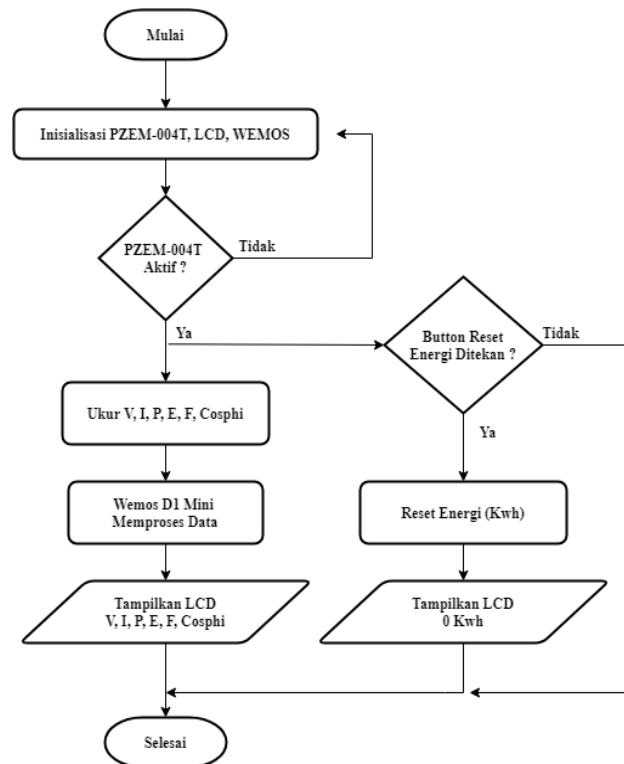 Mulai
Inisialisasi PZEM-004T, LCD, WEMOS
PZEM-004T
Aktif ?
Tidak
Ya
Button Reset
Energi Ditekan ?
Tidak
Ya
Ukur V, I, P, E, F, Cosphi
Wemos D1 Mini
Memproses Data
Reset Energi (Kwh)
Tampilkan LCD
V, I, P, E, F, Cosphi
Tampilkan LCD
0 Kwh
Selesai